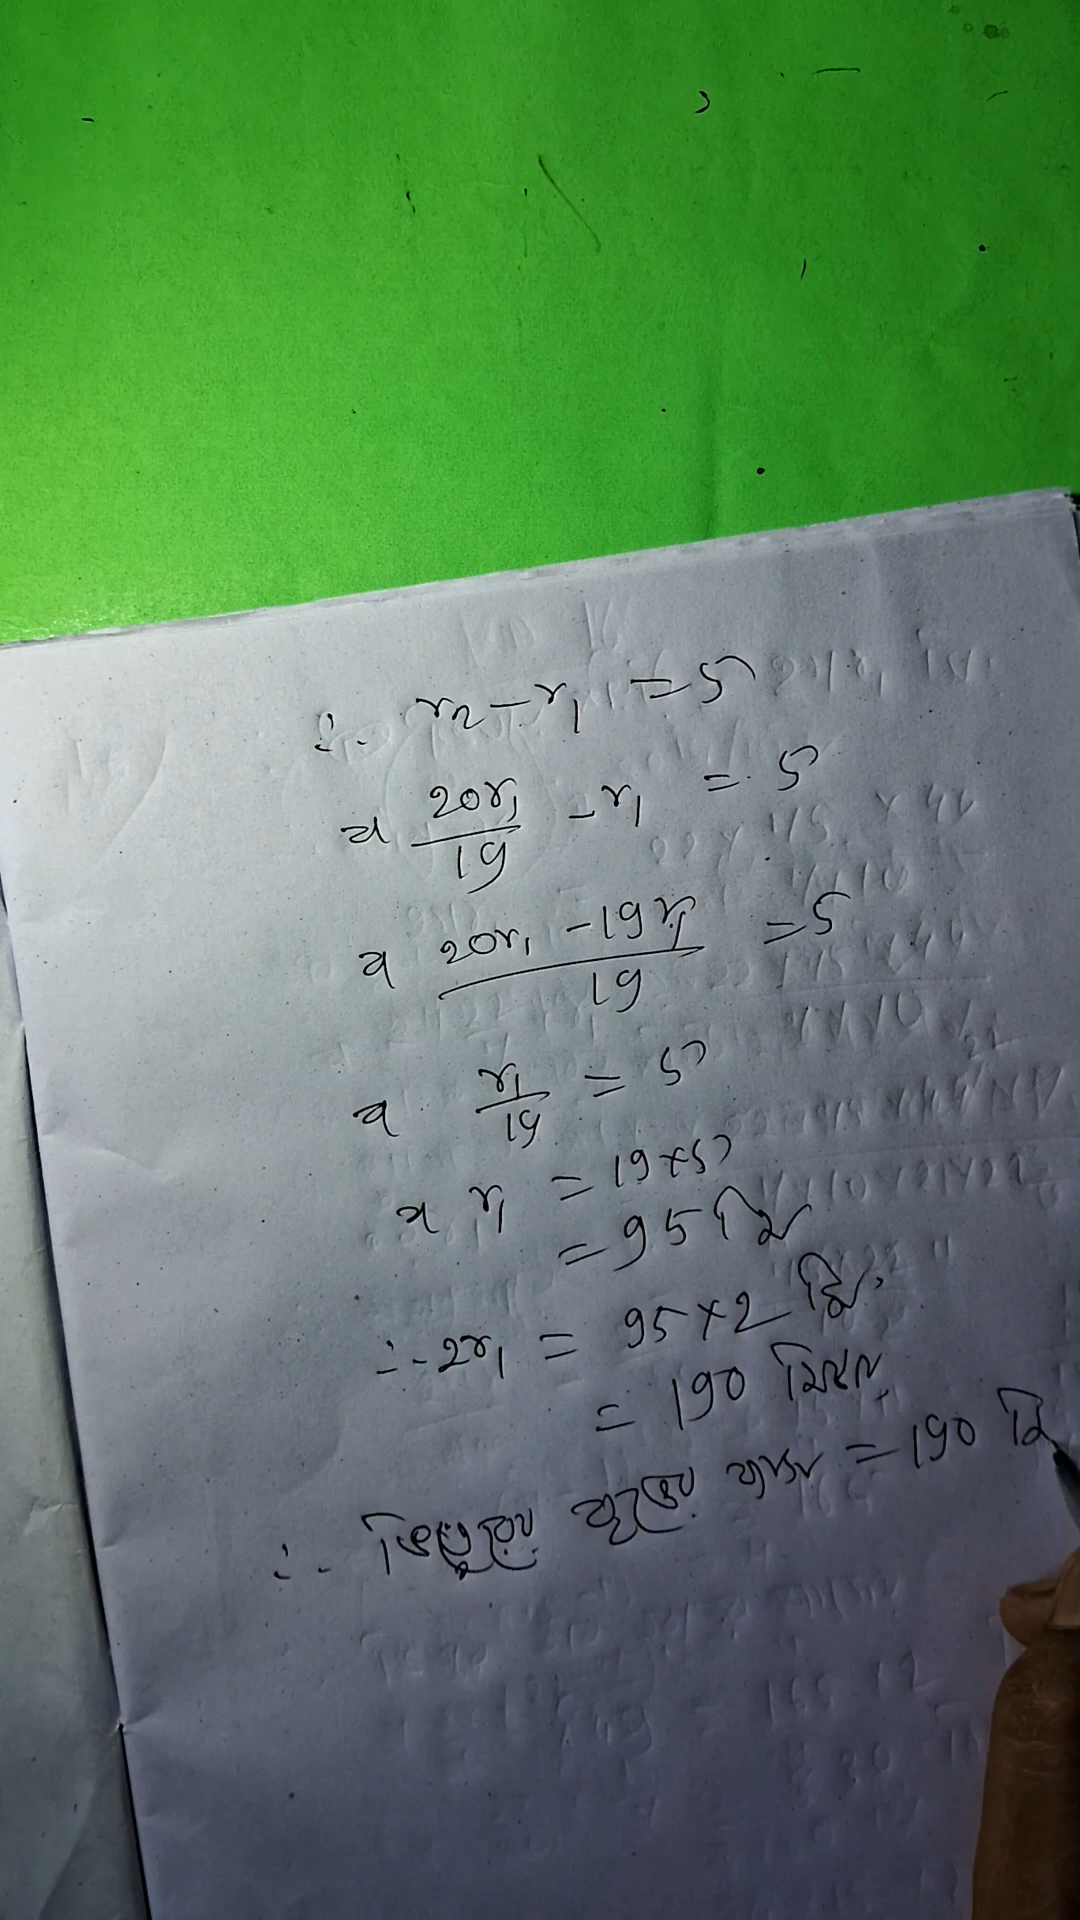 ∴ r2 - r1 = 5
বা 20r1/19 - r1 = 5
বা (20r1 - 19r1)/19 = 5
বা r1/19 = 5
বা r1 = 19×5
= 95 মি
∴ 2r1 = 95×2 মি.
= 190 মিটার
∴ ভিতরের বৃত্তের ব্যাস = 190 মি